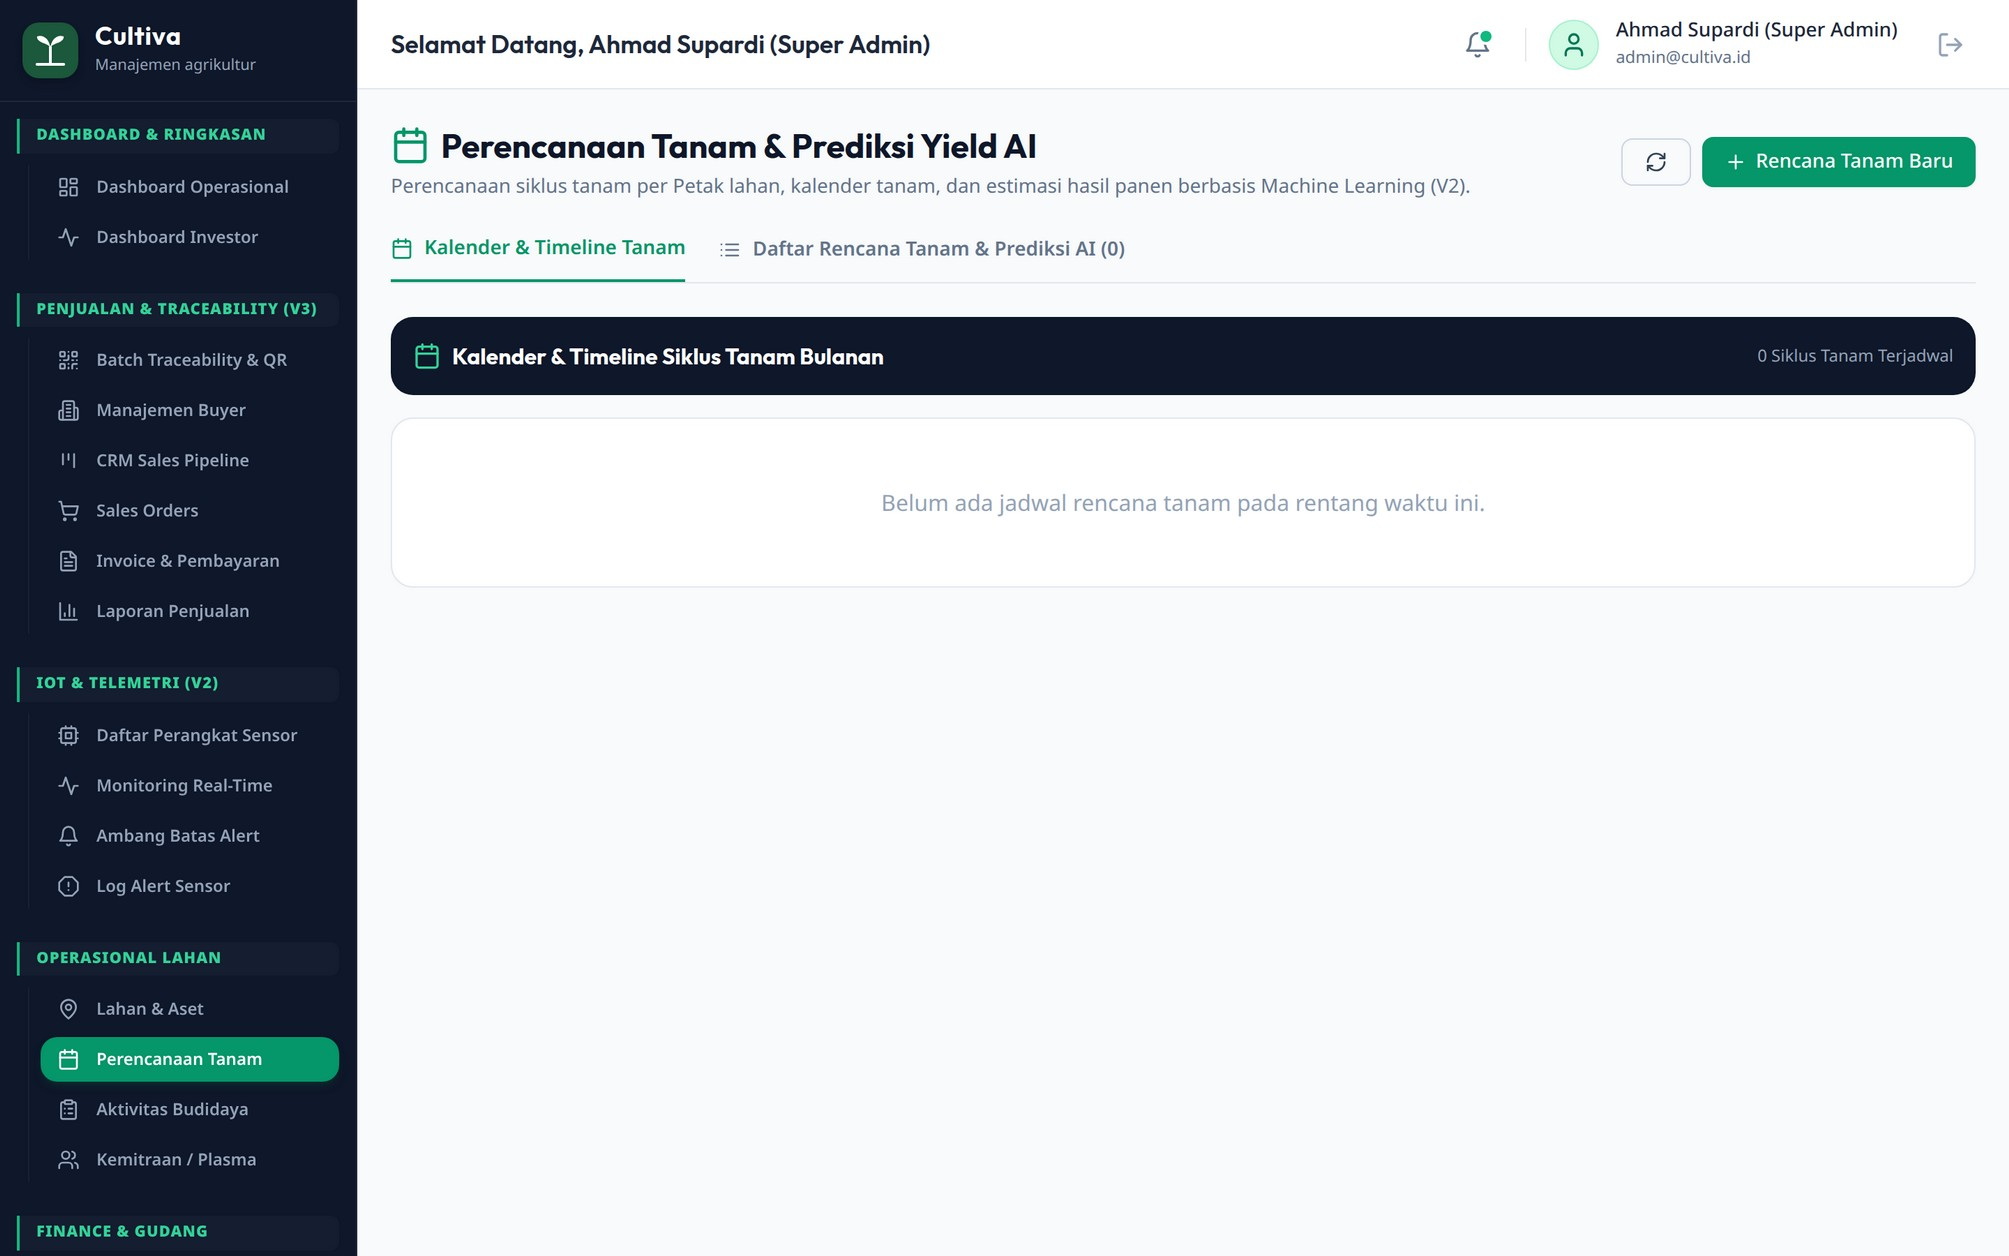 Cultiva
Manajemen agrikultur
DASHBOARD & RINGKASAN
Dashboard Operasional
Dashboard Investor
PENJUALAN & TRACEABILITY (V3)
Batch Traceability & QR
Manajemen Buyer
CRM Sales Pipeline
Sales Orders
Invoice & Pembayaran
Laporan Penjualan
IOT & TELEMETRI (V2)
Daftar Perangkat Sensor
Monitoring Real-Time
Ambang Batas Alert
Log Alert Sensor
OPERASIONAL LAHAN
Lahan & Aset
Perencanaan Tanam
Aktivitas Budidaya
Kemitraan / Plasma
FINANCE & GUDANG
Selamat Datang, Ahmad Supardi (Super Admin)
Ahmad Supardi (Super Admin)
admin@cultiva.id
Perencanaan Tanam & Prediksi Yield AI
Perencanaan siklus tanam per Petak lahan, kalender tanam, dan estimasi hasil panen berbasis Machine Learning (V2).
Rencana Tanam Baru
Kalender & Timeline Tanam
Daftar Rencana Tanam & Prediksi AI (0)
Kalender & Timeline Siklus Tanam Bulanan
0 Siklus Tanam Terjadwal
Belum ada jadwal rencana tanam pada rentang waktu ini.